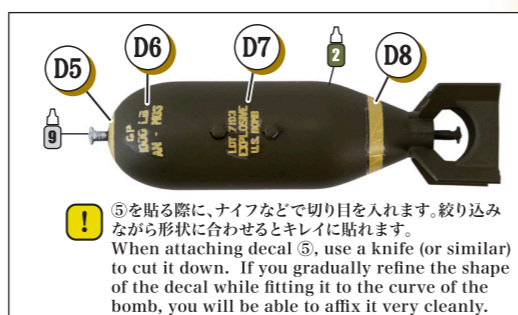 D5
D6
D7
D8
2
9
GP
1000 LB
AN - M65
LOT 7103
EXPLOSIVE
U.S. BOMB
!
⑤を貼る際に、ナイフなどで切り目を入れます。絞り込み
ながら形状に合わせるとキレイに貼れます。
When attaching decal ⑤, use a knife (or similar)
to cut it down. If you gradually refine the shape
of the decal while fitting it to the curve of the
bomb, you will be able to affix it very cleanly.